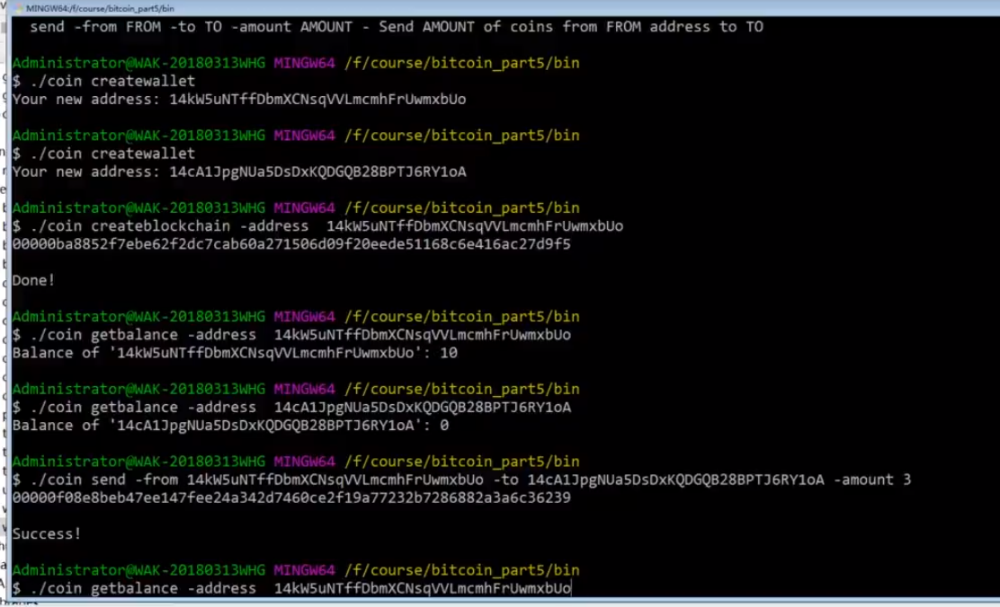 MINGW64:/f/course/bitcoin_part5/bin
send -from FROM -to TO -amount AMOUNT - Send AMOUNT of coins from FROM address to TO
Administrator@WAK-20180313WHG MINGW64 /f/course/bitcoin_part5/bin
$ ./coin createwallet
Your new address: 14kW5uNTffDbmXCNsqVVLmcmhFrUwmxbUo
Administrator@WAK-20180313WHG MINGW64 /f/course/bitcoin_part5/bin
$ ./coin createwallet
Your new address: 14cA1JpgNUa5DsDxKQDGQB28BPTJ6RY1oA
Administrator@WAK-20180313WHG MINGW64 /f/course/bitcoin_part5/bin
$ ./coin createblockchain -address  14kW5uNTffDbmXCNsqVVLmcmhFrUwmxbUo
00000ba8852f7ebe62f2dc7cab60a271506d09f20eede51168c6e416ac27d9f5
Done!
Administrator@WAK-20180313WHG MINGW64 /f/course/bitcoin_part5/bin
$ ./coin getbalance -address  14kW5uNTffDbmXCNsqVVLmcmhFrUwmxbUo
Balance of '14kW5uNTffDbmXCNsqVVLmcmhFrUwmxbUo': 10
Administrator@WAK-20180313WHG MINGW64 /f/course/bitcoin_part5/bin
$ ./coin getbalance -address  14cA1JpgNUa5DsDxKQDGQB28BPTJ6RY1oA
Balance of '14cA1JpgNUa5DsDxKQDGQB28BPTJ6RY1oA': 0
Administrator@WAK-20180313WHG MINGW64 /f/course/bitcoin_part5/bin
$ ./coin send -from 14kW5uNTffDbmXCNsqVVLmcmhFrUwmxbUo -to 14cA1JpgNUa5DsDxKQDGQB28BPTJ6RY1oA -amount 3
00000f08e8beb47ee147fee24a342d7460ce2f19a77232b7286882a3a6c36239
Success!
Administrator@WAK-20180313WHG MINGW64 /f/course/bitcoin_part5/bin
$ ./coin getbalance -address  14kW5uNTffDbmXCNsqVVLmcmhFrUwmxbUo